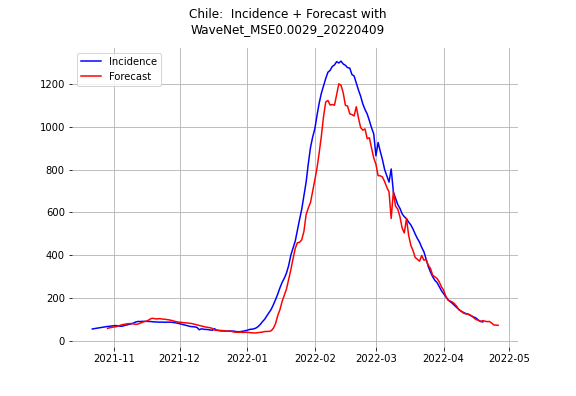 Chile:  Incidence + Forecast with
WaveNet_MSE0.0029_20220409
Incidence
Forecast
1200
1000
800
600
400
200
0
2021-11 2021-12 2022-01 2022-02 2022-03 2022-04 2022-05